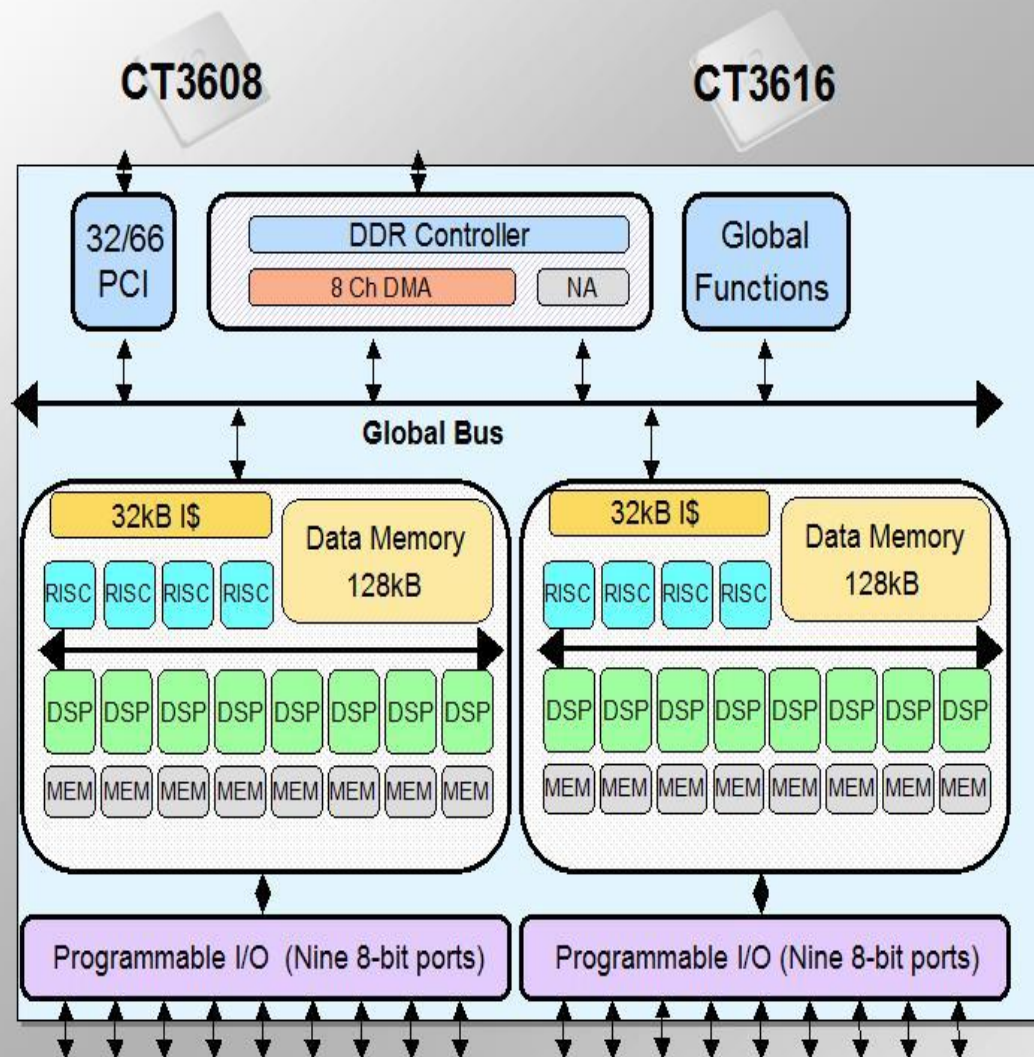 CT3608
CT3616
32/66
PCI
DDR Controller
8 Ch DMA
NA
Global
Functions
Global Bus
32kB I$
Data Memory
128kB
RISC RISC RISC RISC
DSP DSP DSP DSP DSP DSP DSP DSP
MEM MEM MEM MEM MEM MEM MEM MEM
32kB I$
Data Memory
128kB
RISC RISC RISC RISC
DSP DSP DSP DSP DSP DSP DSP DSP
MEM MEM MEM MEM MEM MEM MEM MEM
Programmable I/O (Nine 8-bit ports)
Programmable I/O (Nine 8-bit ports)